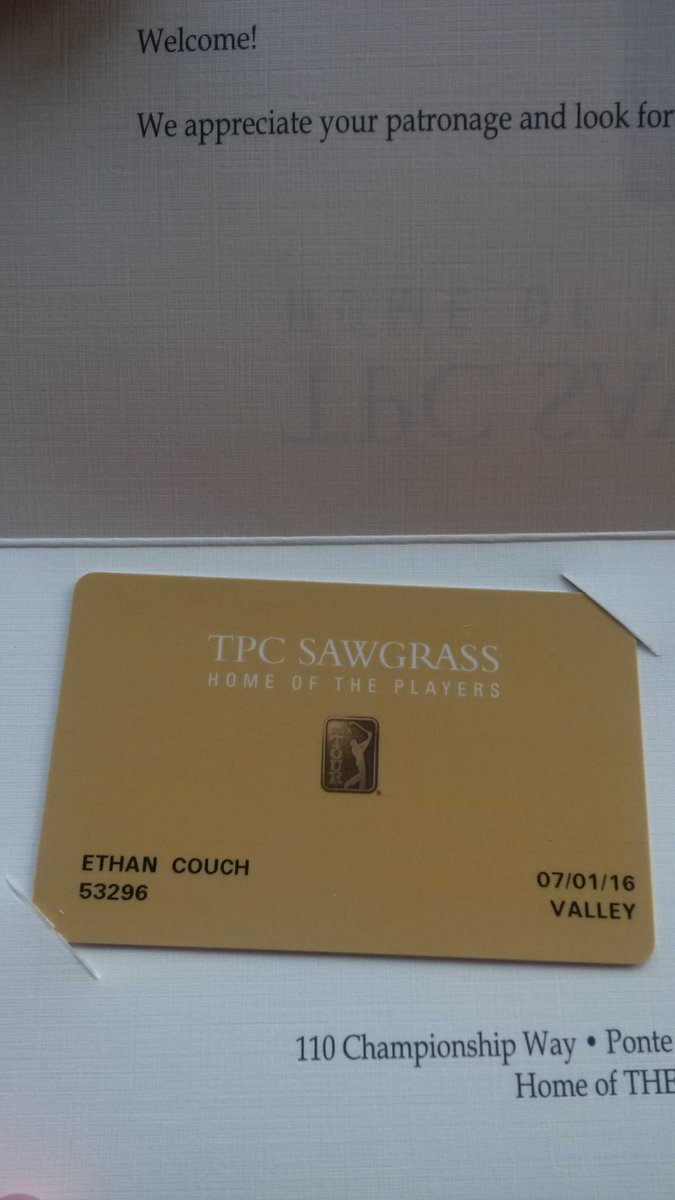 Welcome!
We appreciate your patronage and look for
TPC SAWGRASS
HOME OF THE PLAYERS
TOUR
ETHAN COUCH
53296
07/01/16
VALLEY
110 Championship Way • Ponte
Home of THE